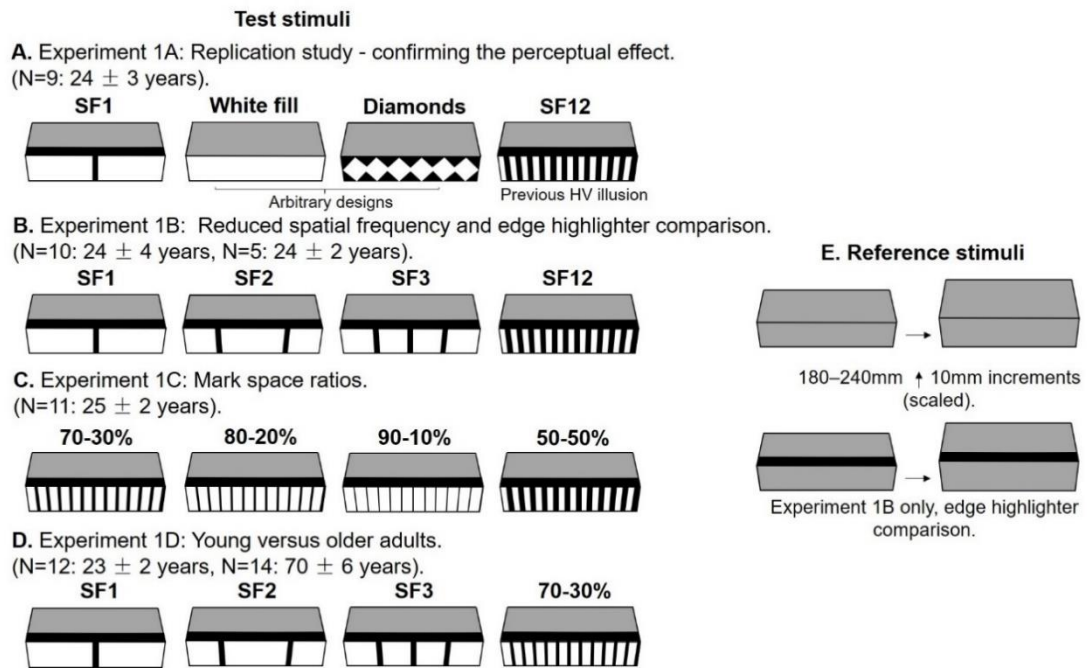 Test stimuli
A. Experiment 1A: Replication study - confirming the perceptual effect.
(N=9: 24 ± 3 years).
SF1 White fill Diamonds SF12
Arbitrary designs Previous HV illusion
B. Experiment 1B: Reduced spatial frequency and edge highlighter comparison.
(N=10: 24 ± 4 years, N=5: 24 ± 2 years).
SF1 SF2 SF3 SF12
C. Experiment 1C: Mark space ratios.
(N=11: 25 ± 2 years).
70-30% 80-20% 90-10% 50-50%
D. Experiment 1D: Young versus older adults.
(N=12: 23 ± 2 years, N=14: 70 ± 6 years).
SF1 SF2 SF3 70-30%
E. Reference stimuli
180–240mm ↑ 10mm increments
(scaled).
Experiment 1B only, edge highlighter
comparison.